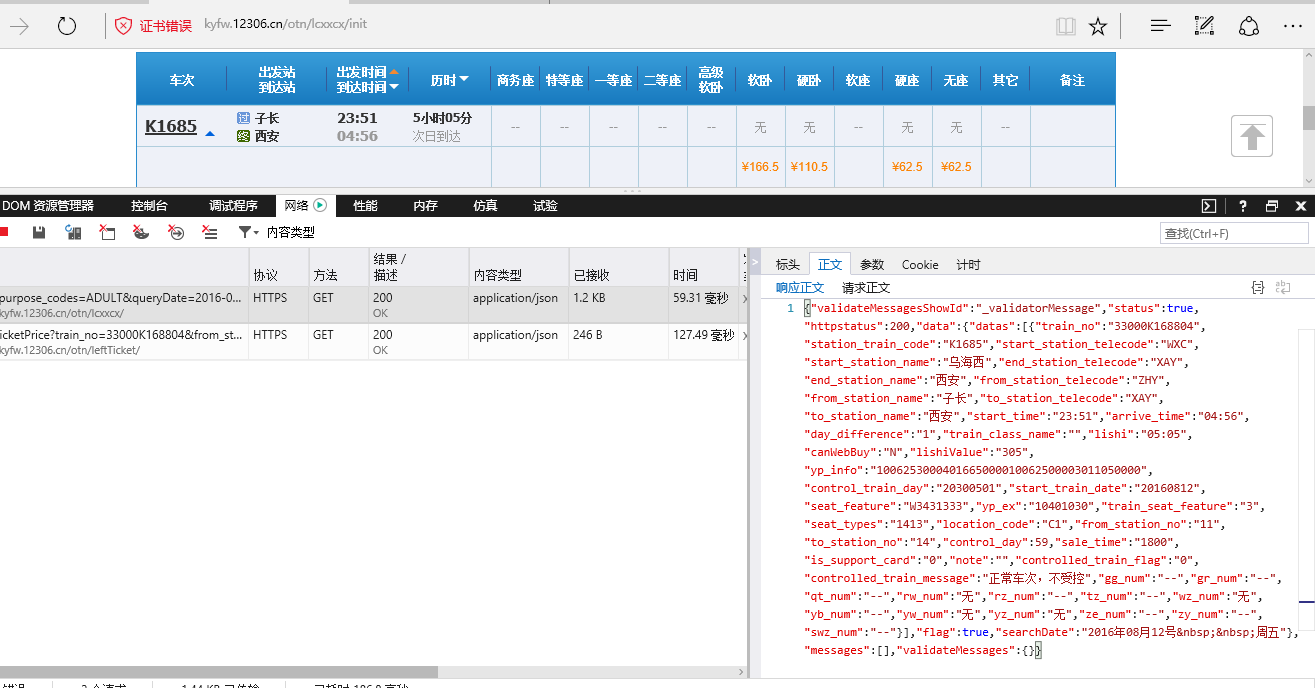 证书错误 kyfw.12306.cn/otn/lcxxcx/init
车次 出发站 到达站 出发时间 到达时间 历时 商务座 特等座 一等座 二等座 高级软卧 软卧 硬卧 软座 硬座 无座 其它 备注
K1685 过 子长 23:51 5小时05分 -- -- -- -- -- 无 无 -- 无 无 --
终 西安 04:56 次日到达
¥166.5 ¥110.5 ¥62.5 ¥62.5
DOM 资源管理器 控制台 调试程序 网络 性能 内存 仿真 试验
内容类型 查找(Ctrl+F)
协议 方法 结果 / 描述 内容类型 已接收 时间
purpose_codes=ADULT&queryDate=2016-0... HTTPS GET 200 application/json 1.2 KB 59.31 毫秒
kyfw.12306.cn/otn/lcxxcx/ OK
icketPrice?train_no=33000K168804&from_st... HTTPS GET 200 application/json 246 B 127.49 毫秒
kyfw.12306.cn/otn/leftTicket/ OK
标头 正文 参数 Cookie 计时
响应正文 请求正文
1 {"validateMessagesShowId":"_validatorMessage","status":true,
"httpstatus":200,"data":{"datas":[{"train_no":"33000K168804",
"station_train_code":"K1685","start_station_telecode":"WXC",
"start_station_name":"乌海西","end_station_telecode":"XAY",
"end_station_name":"西安","from_station_telecode":"ZHY",
"from_station_name":"子长","to_station_telecode":"XAY",
"to_station_name":"西安","start_time":"23:51","arrive_time":"04:56",
"day_difference":"1","train_class_name":"","lishi":"05:05",
"canWebBuy":"N","lishiValue":"305",
"yp_info":"10062530004016650000100625000030110500​00",
"control_train_day":"20300501","start_train_date":"20160812",
"seat_feature":"W3431333","yp_ex":"10401030","train_seat_feature":"3",
"seat_types":"1413","location_code":"C1","from_station_no":"11",
"to_station_no":"14","control_day":59,"sale_time":"1800",
"is_support_card":"0","note":"","controlled_train_flag":"0",
"controlled_train_message":"正常车次，不受控","gg_num":"--","gr_num":"--",
"qt_num":"--","rw_num":"无","rz_num":"--","tz_num":"--","wz_num":"无",
"yb_num":"--","yw_num":"无","yz_num":"无","ze_num":"--","zy_num":"--",
"swz_num":"--"}],"flag":true,"searchDate":"2016年08月12号&nbsp;&nbsp;周五"},
"messages":[],"validateMessages":{}}